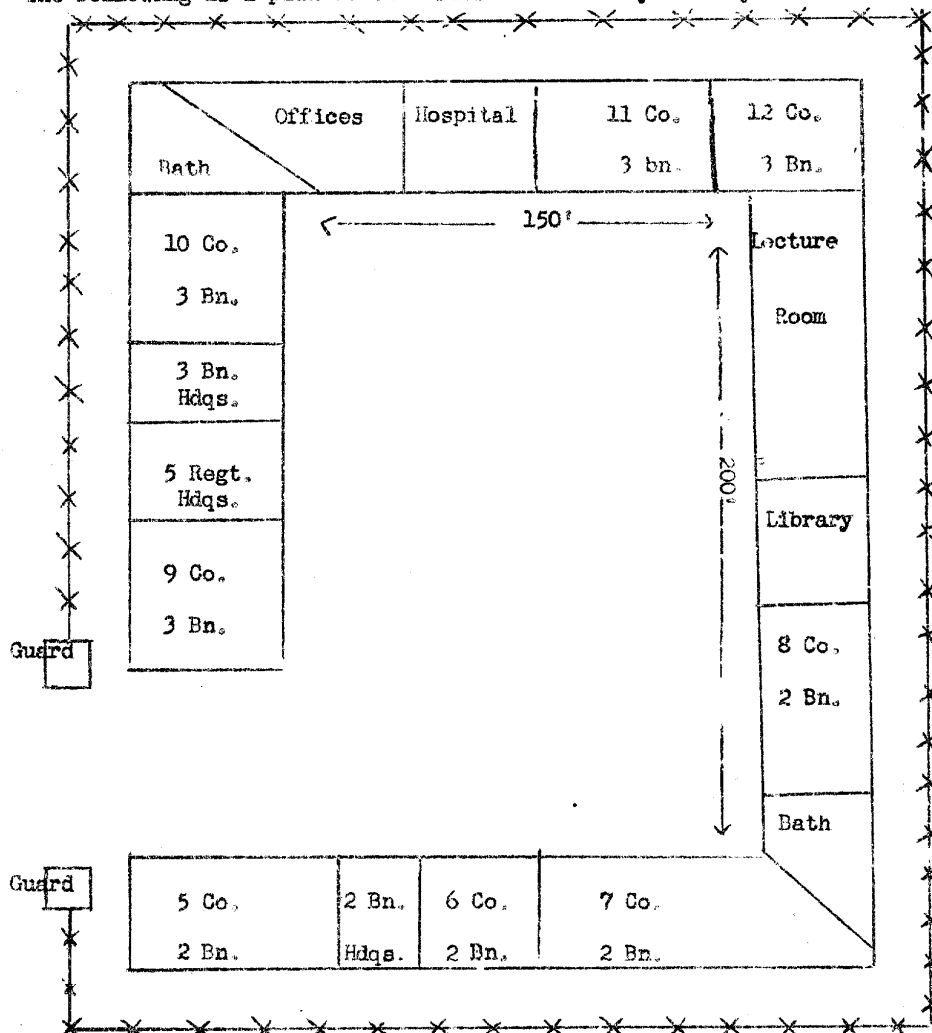 Offices
Hospital
11 Co.
3 bn.
12 Co.
3 Bn.
Bath
150'
10 Co.
3 Bn.
Lecture
Room
3 Bn.
Hdqs.
5 Regt.
Hdqs.
200'
Library
9 Co.
3 Bn.
Guard
8 Co.
2 Bn.
Bath
Guard
5 Co.
2 Bn.
2 Bn.
Hdqs.
6 Co.
2 Bn.
7 Co.
2 Bn.